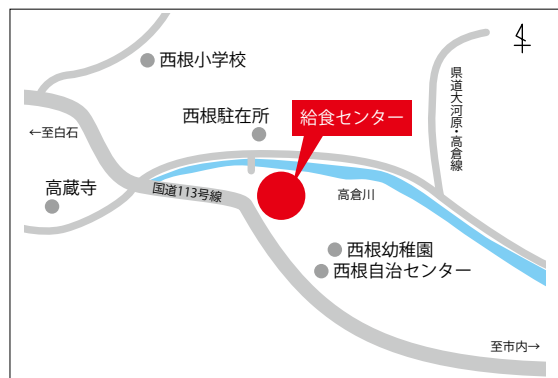 西根小学校
県道大河原・高倉線
西根駐在所
給食センター
←至白石
高蔵寺
国道113号線
高倉川
西根幼稚園
西根自治センター
至市内→